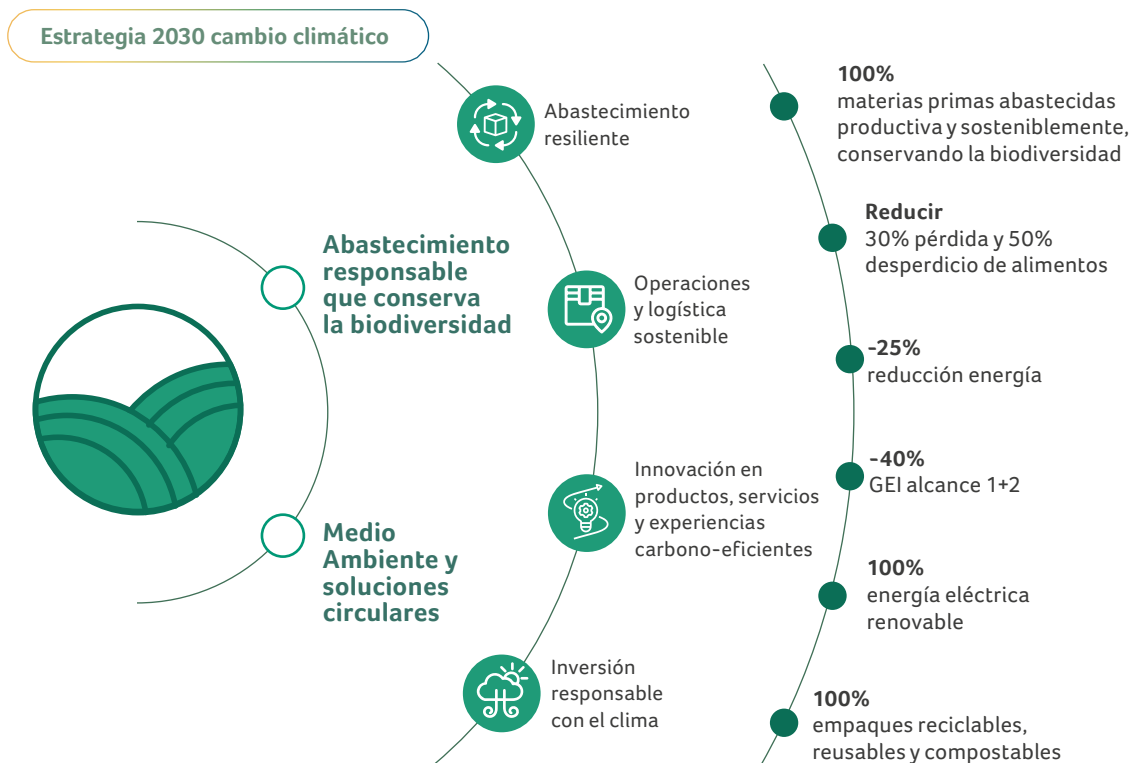 Estrategia 2030 cambio climático
Abastecimiento
responsable
que conserva
la biodiversidad
Medio
Ambiente y
soluciones
circulares
Abastecimiento
resiliente
Operaciones
y logística
sostenible
Innovación en
productos, servicios
y experiencias
carbono-eficientes
Inversión
responsable
con el clima
100%
materias primas abastecidas
productiva y sosteniblemente,
conservando la biodiversidad
Reducir
30% pérdida y 50%
desperdicio de alimentos
-25%
reducción energía
-40%
GEI alcance 1+2
100%
energía eléctrica
renovable
100%
empaques reciclables,
reusables y compostables